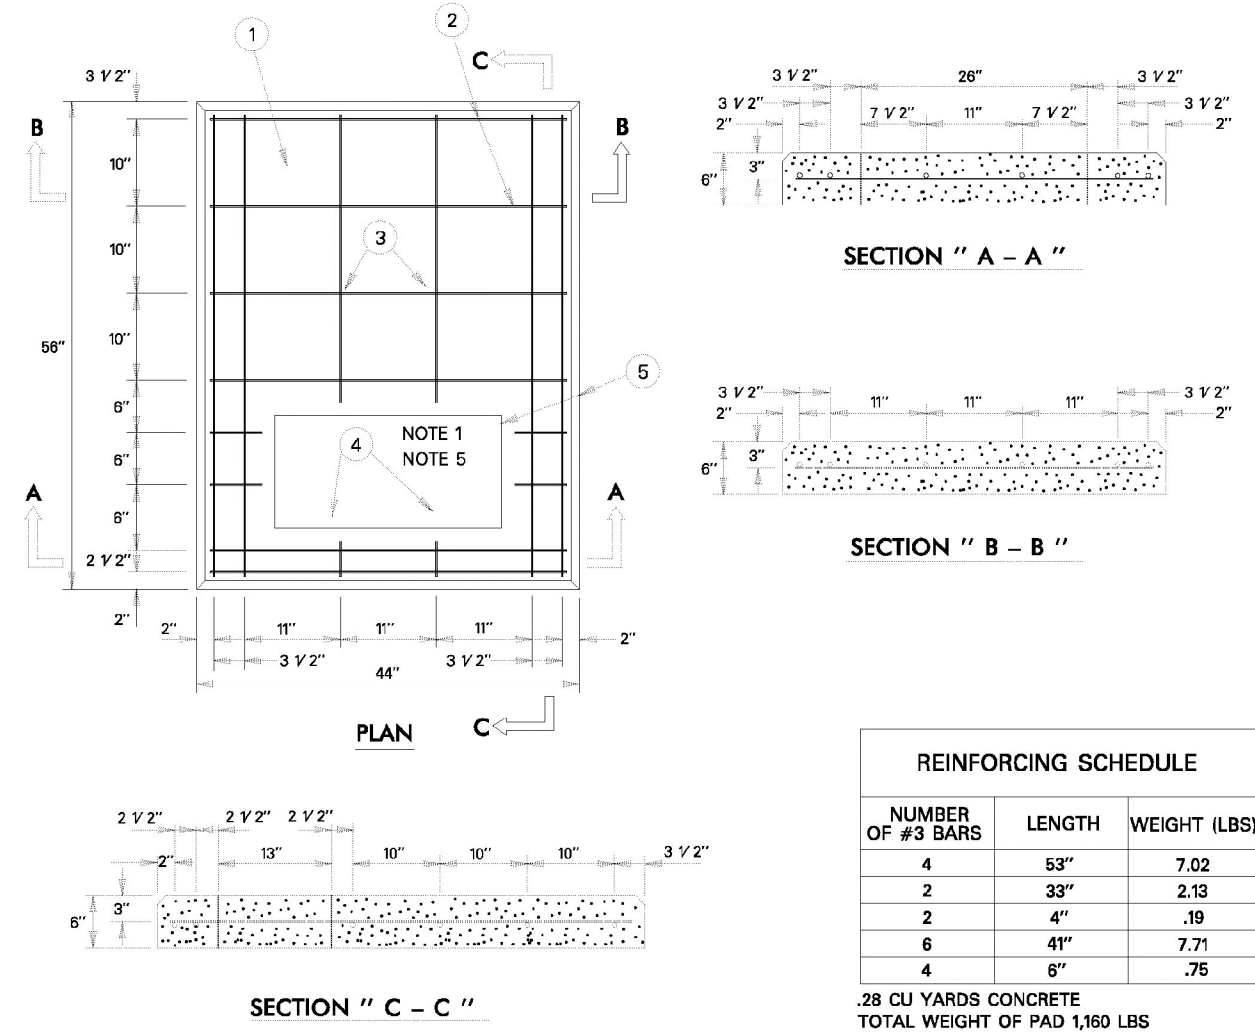 1
2
C
3 1/2"
B
B
10"
10"
3
10"
56"
5
6"
4
NOTE 1
NOTE 5
6"
A
A
6"
2 1/2"
2"
2"
11"
11"
11"
2"
3 1/2"
3 1/2"
44"
C
PLAN
3 1/2"
26"
3 1/2"
3 1/2"
7 1/2"
11"
7 1/2"
3 1/2"
2"
2"
3"
6"
SECTION " A – A "
3 1/2"
3 1/2"
2"
11"
11"
11"
2"
3"
6"
SECTION " B – B "
2 1/2"
2 1/2"
2 1/2"
2"
13"
10"
10"
10"
3 1/2"
3"
6"
SECTION " C – C "
REINFORCING SCHEDULE
NUMBER
OF #3 BARS
LENGTH
WEIGHT (LBS)
4 53" 7.02
2 33" 2.13
2 4" .19
6 41" 7.71
4 6" .75
.28 CU YARDS CONCRETE
TOTAL WEIGHT OF PAD 1,160 LBS